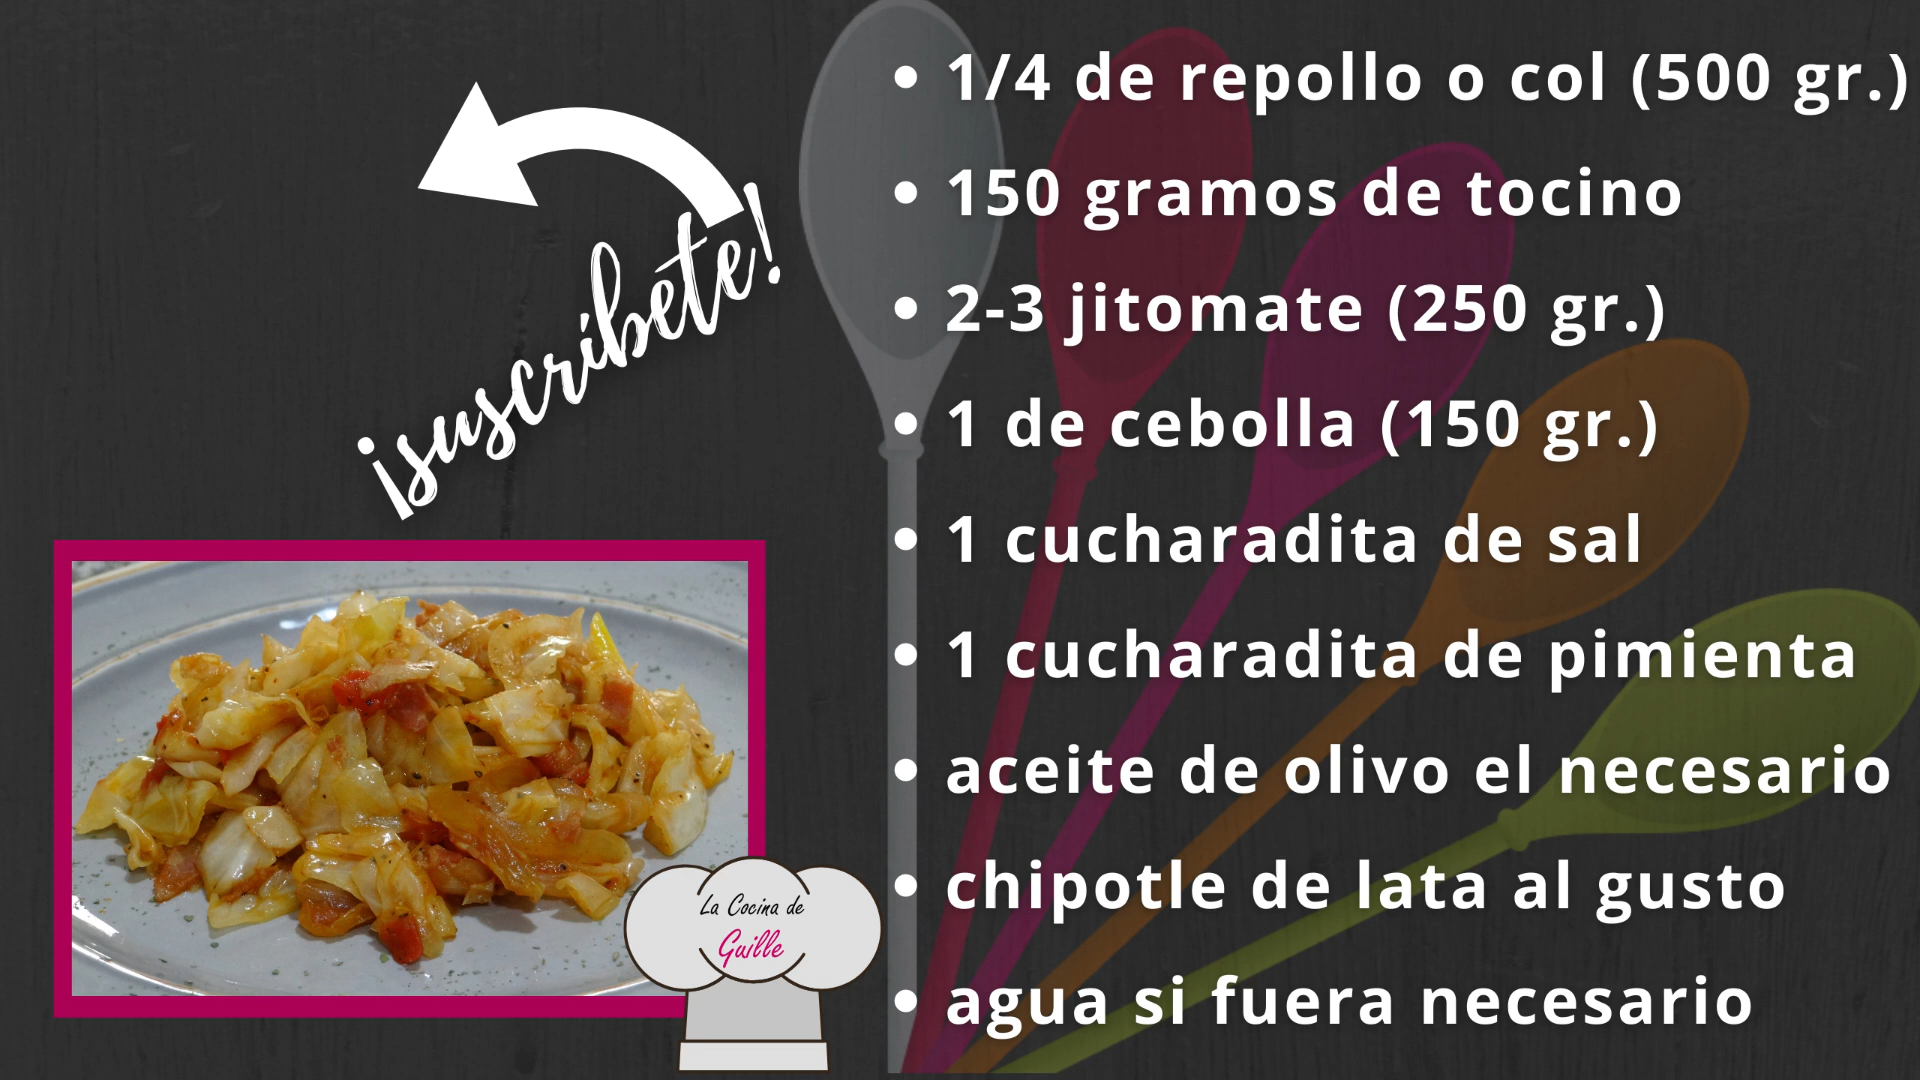 ¡suscríbete!
La Cocina de
Guille
• 1/4 de repollo o col (500 gr.)
• 150 gramos de tocino
• 2-3 jitomate (250 gr.)
• 1 de cebolla (150 gr.)
• 1 cucharadita de sal
• 1 cucharadita de pimienta
• aceite de olivo el necesario
• chipotle de lata al gusto
• agua si fuera necesario